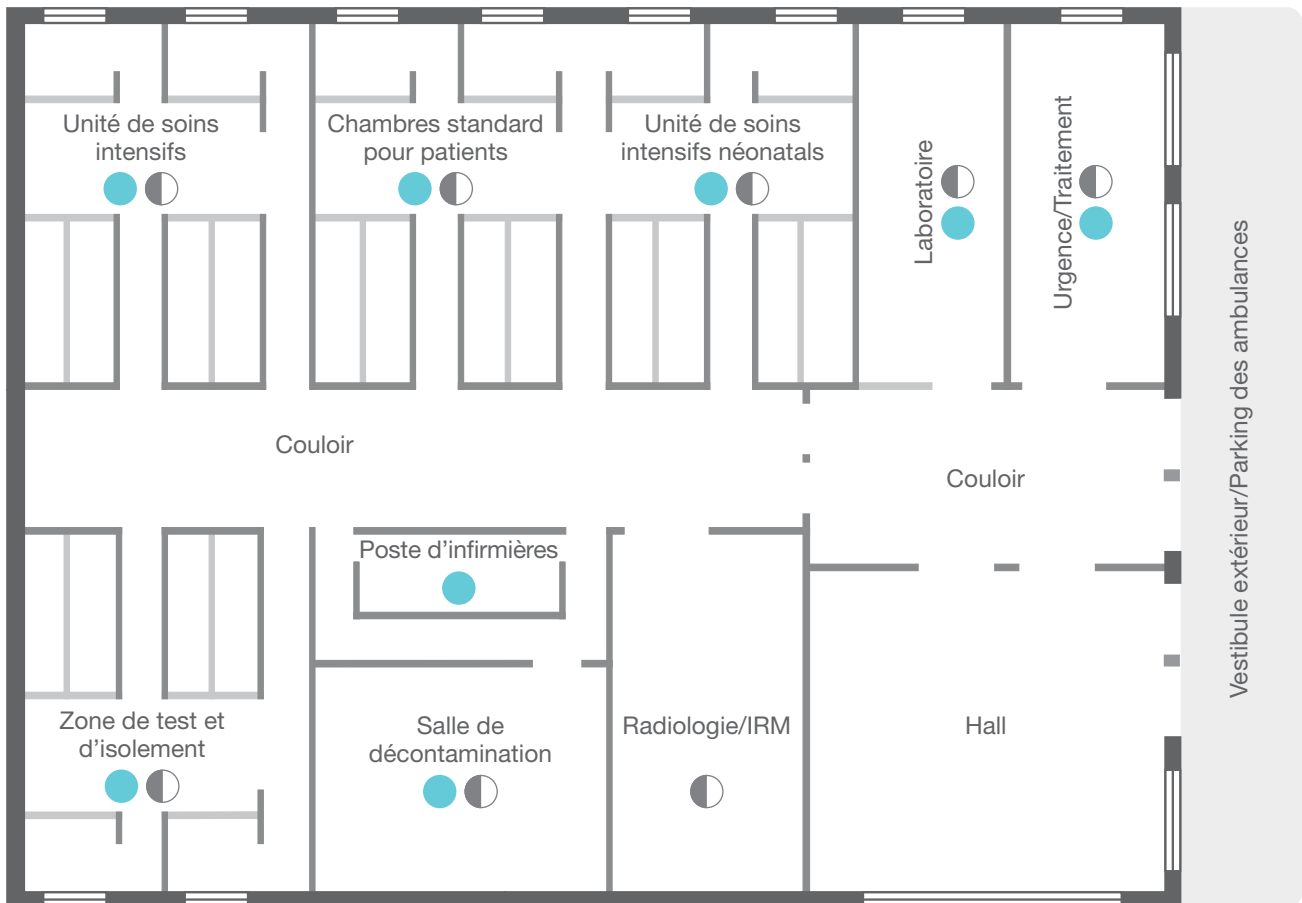 Unité de soins
intensifs
Chambres standard
pour patients
Unité de soins
intensifs néonatals
Laboratoire
Urgence/Traitement
Couloir
Couloir
Vestibule extérieur/Parking des ambulances
Poste d'infirmières
Zone de test et
d'isolement
Salle de
décontamination
Radiologie/IRM
Hall